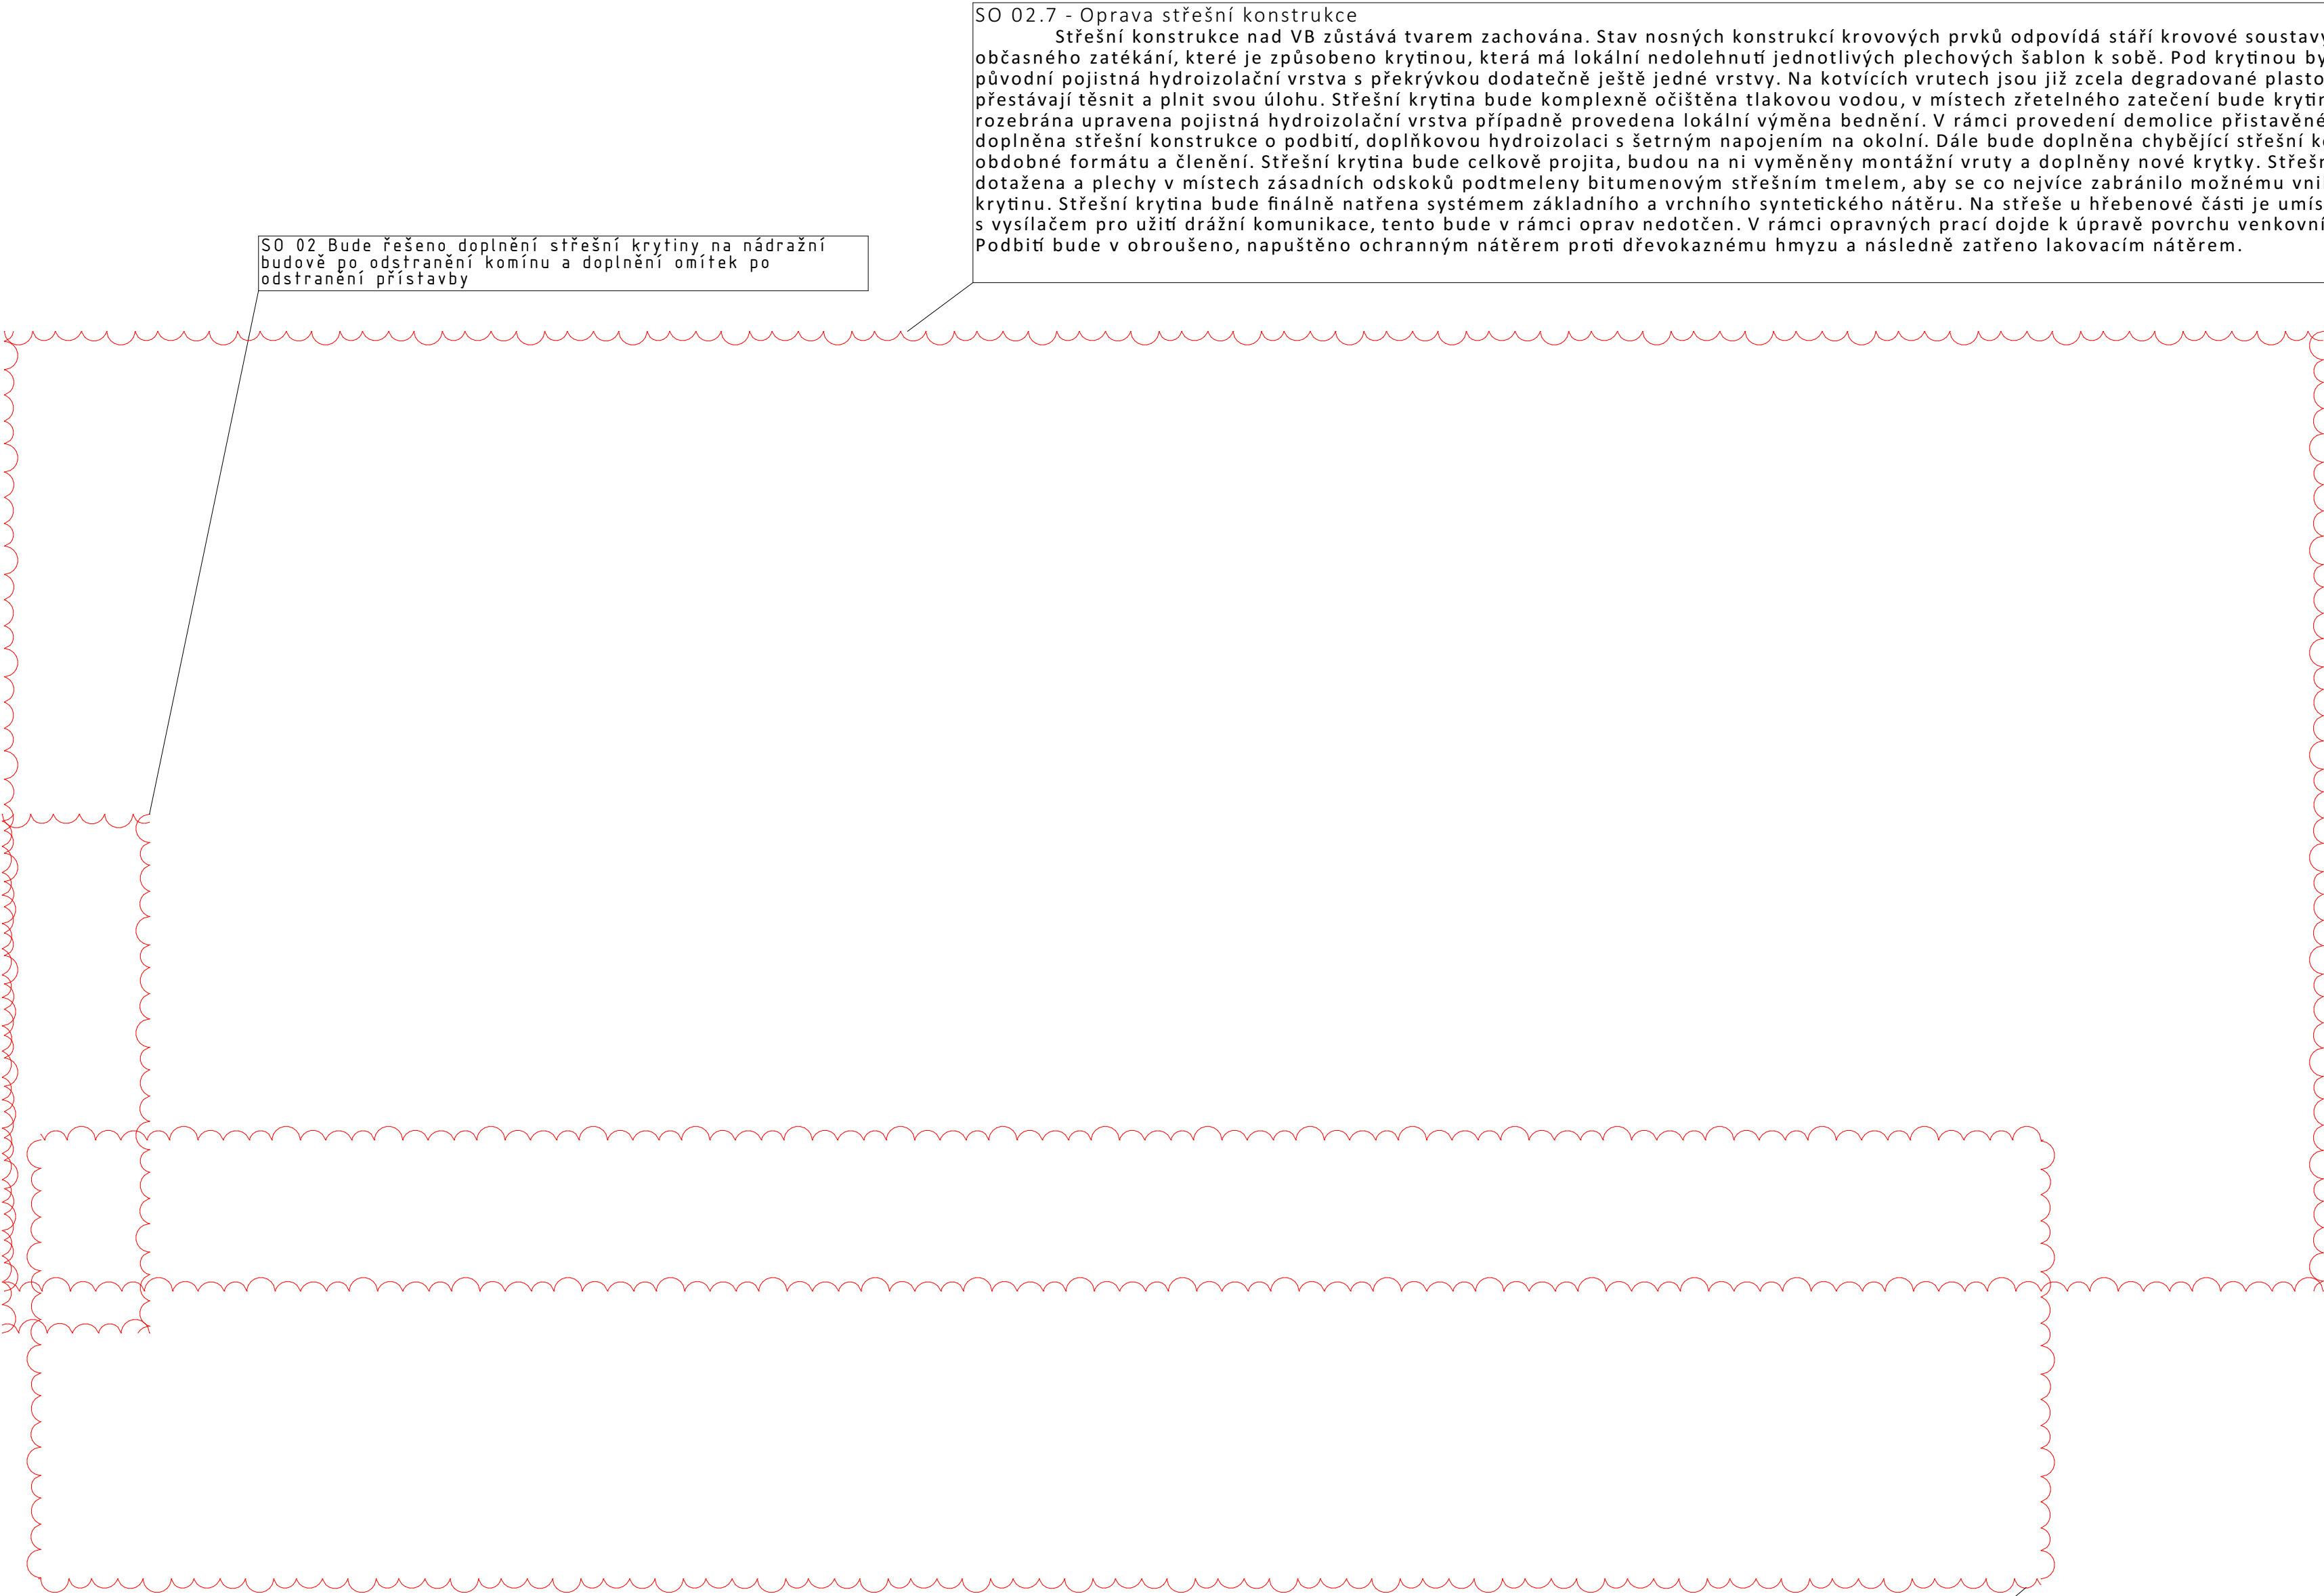 SO 02.7 - Oprava střešní konstrukce
Střešní konstrukce nad VB zůstává tvarem zachována. Stav nosných konstrukcí krovových prvků odpovídá stáří krovové soustavy
občasného zatékání, které je způsobeno krytinou, která má lokální nedolehnutí jednotlivých plechových šablon k sobě. Pod krytinou
původní pojistná hydroizolační vrstva s překrývkou dodatečně ještě jedné vrstvy. Na kotvících vrutech jsou již zcela degradované
přestávají těsnit a plnit svou úlohu. Střešní krytina bude komplexně očištěna tlakovou vodou, v místech zřetelného zatečení bude
rozebrána upravena pojistná hydroizolační vrstva případně provedena lokální výměna bednění. V rámci provedení demolice přistavěné
doplněna střešní konstrukce o podbití, doplňkovou hydroizolaci s šetrným napojením na okolní. Dále bude doplněna chybějící střešní
obdobné formátu a členění. Střešní krytina bude celkově projita, budou na ni vyměněny montážní vruty a doplněny nové krytky.
dotažena a plechy v místech zásadních odskoků podtmeleny bitumenovým střešním tmelem, aby se co nejvíce zabránilo možnému
krytinu. Střešní krytina bude finálně natřena systémem základního a vrchního syntetického nátěru. Na střeše u hřebenové části je
s vysílačem pro užití drážní komunikace, tento bude v rámci oprav nedotčen. V rámci opravných prací dojde k úpravě povrchu
Podbití bude v obroušeno, napuštěno ochranným nátěrem proti dřevokaznému hmyzu a následně zatřeno lakovacím nátěrem.
SO 02 Bude řešeno doplnění střešní krytiny na nádražní
budově po odstranění komínu a doplnění omítek po
odstranění přístavby